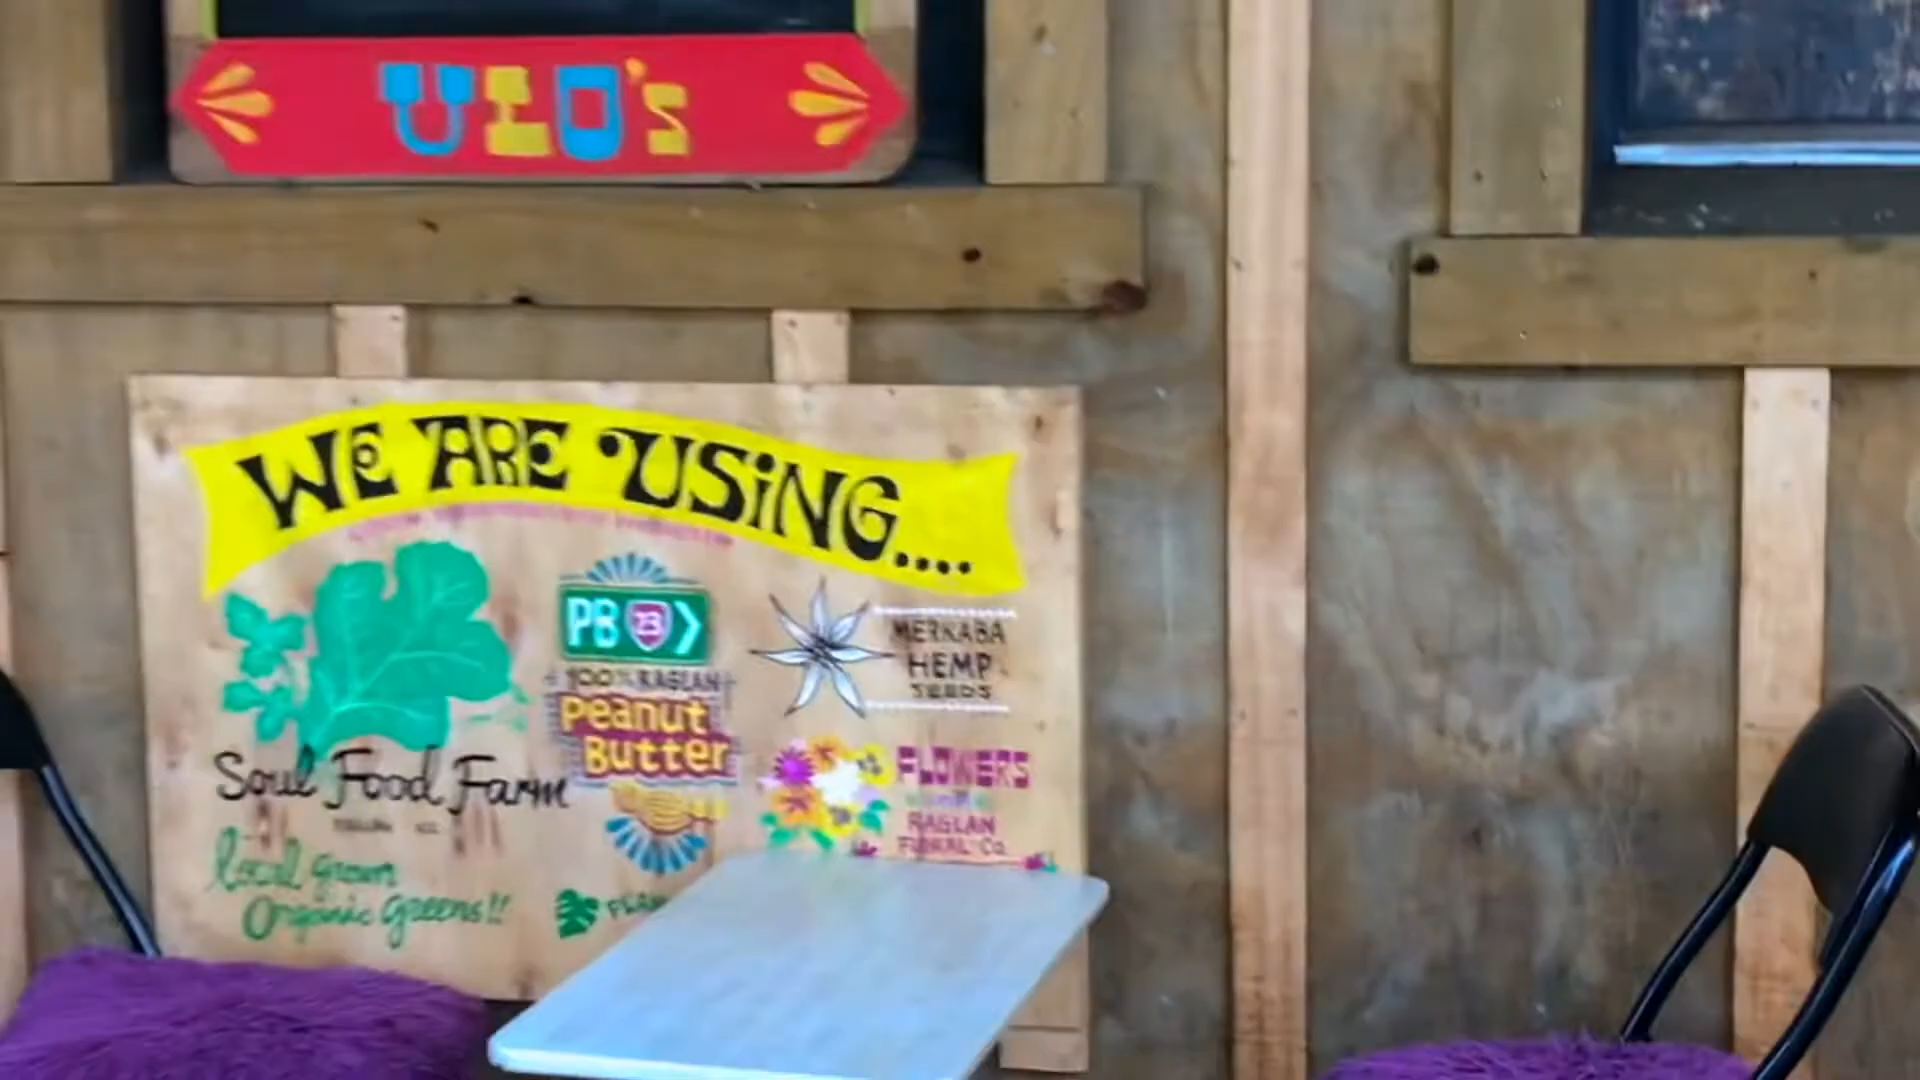 ULO's
WE ARE USiNG....
PB 23
100% RAGLAN
Peanut
Butter
MERKABA
HEMP
SEEDS
Soul Food Farm
FLOWERS
RAGLAN
FLORAL Co.
local grown
Organic Greens!!